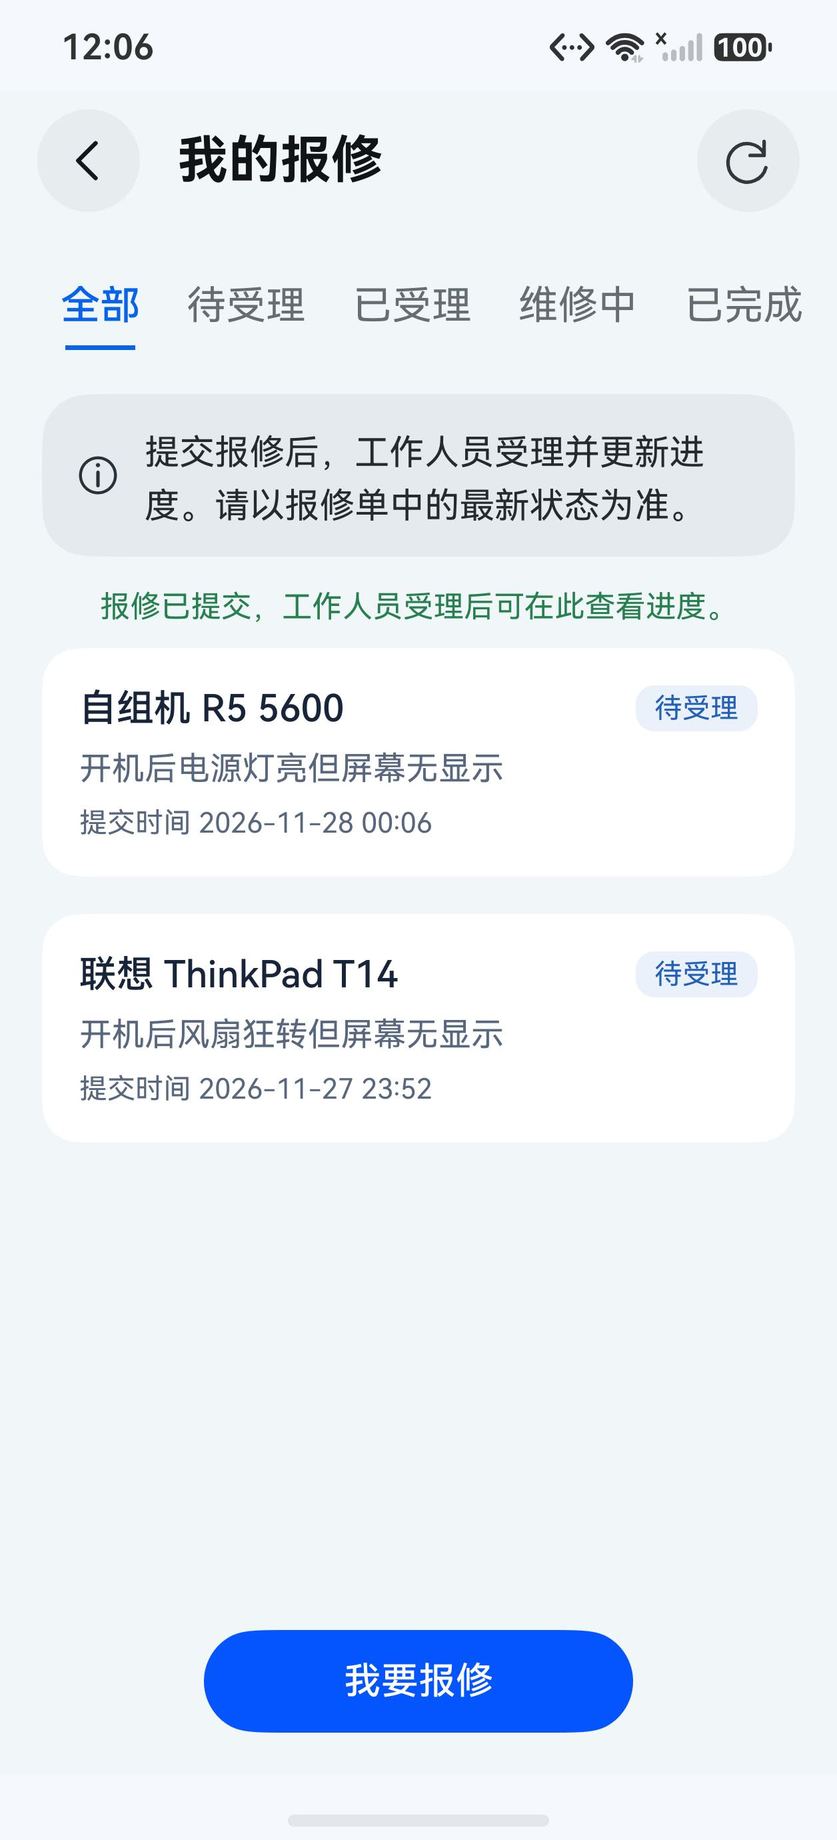 12:06
100
我的报修
全部 待受理 已受理 维修中 已完成
提交报修后，工作人员受理并更新进
度。请以报修单中的最新状态为准。
报修已提交，工作人员受理后可在此查看进度。
自组机 R5 5600
待受理
开机后电源灯亮但屏幕无显示
提交时间 2026-11-28 00:06
联想 ThinkPad T14
待受理
开机后风扇狂转但屏幕无显示
提交时间 2026-11-27 23:52
我要报修